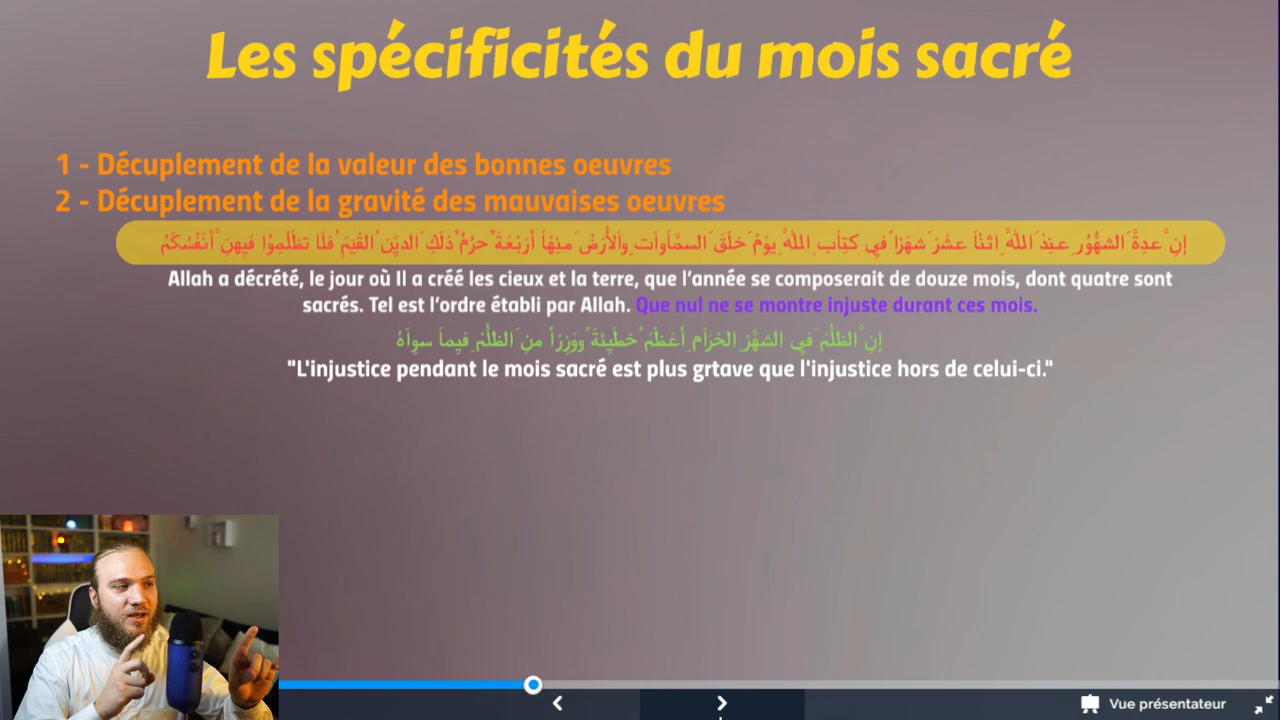 Les spécificités du mois sacré
1 - Décuplement de la valeur des bonnes oeuvres
2 - Décuplement de la gravité des mauvaises oeuvres
إِنَّ عِدَّةَ الشُّهُورِ عِندَ اللَّهِ اثْنَا عَشَرَ شَهْرًا فِي كِتَابِ اللَّهِ يَوْمَ خَلَقَ السَّمَاوَاتِ وَالْأَرْضَ مِنْهَا أَرْبَعَةٌ حُرُمٌ ذَٰلِكَ الدِّينُ الْقَيِّمُ فَلَا تَظْلِمُوا فِيهِنَّ أَنفُسَكُمْ
Allah a décrété, le jour où Il a créé les cieux et la terre, que l’année se composerait de douze mois, dont quatre sont
sacrés. Tel est l’ordre établi par Allah. Que nul ne se montre injuste durant ces mois.
إِنَّ الظُّلْمَ فِي الشَّهْرِ الحَرَامِ أَعْظَمُ خَطِيئَةً وَوِزْراً مِنَ الظُّلْمِ فِيمَا سِوَاهُ
"L'injustice pendant le mois sacré est plus grtave que l'injustice hors de celui-ci."
Vue présentateur